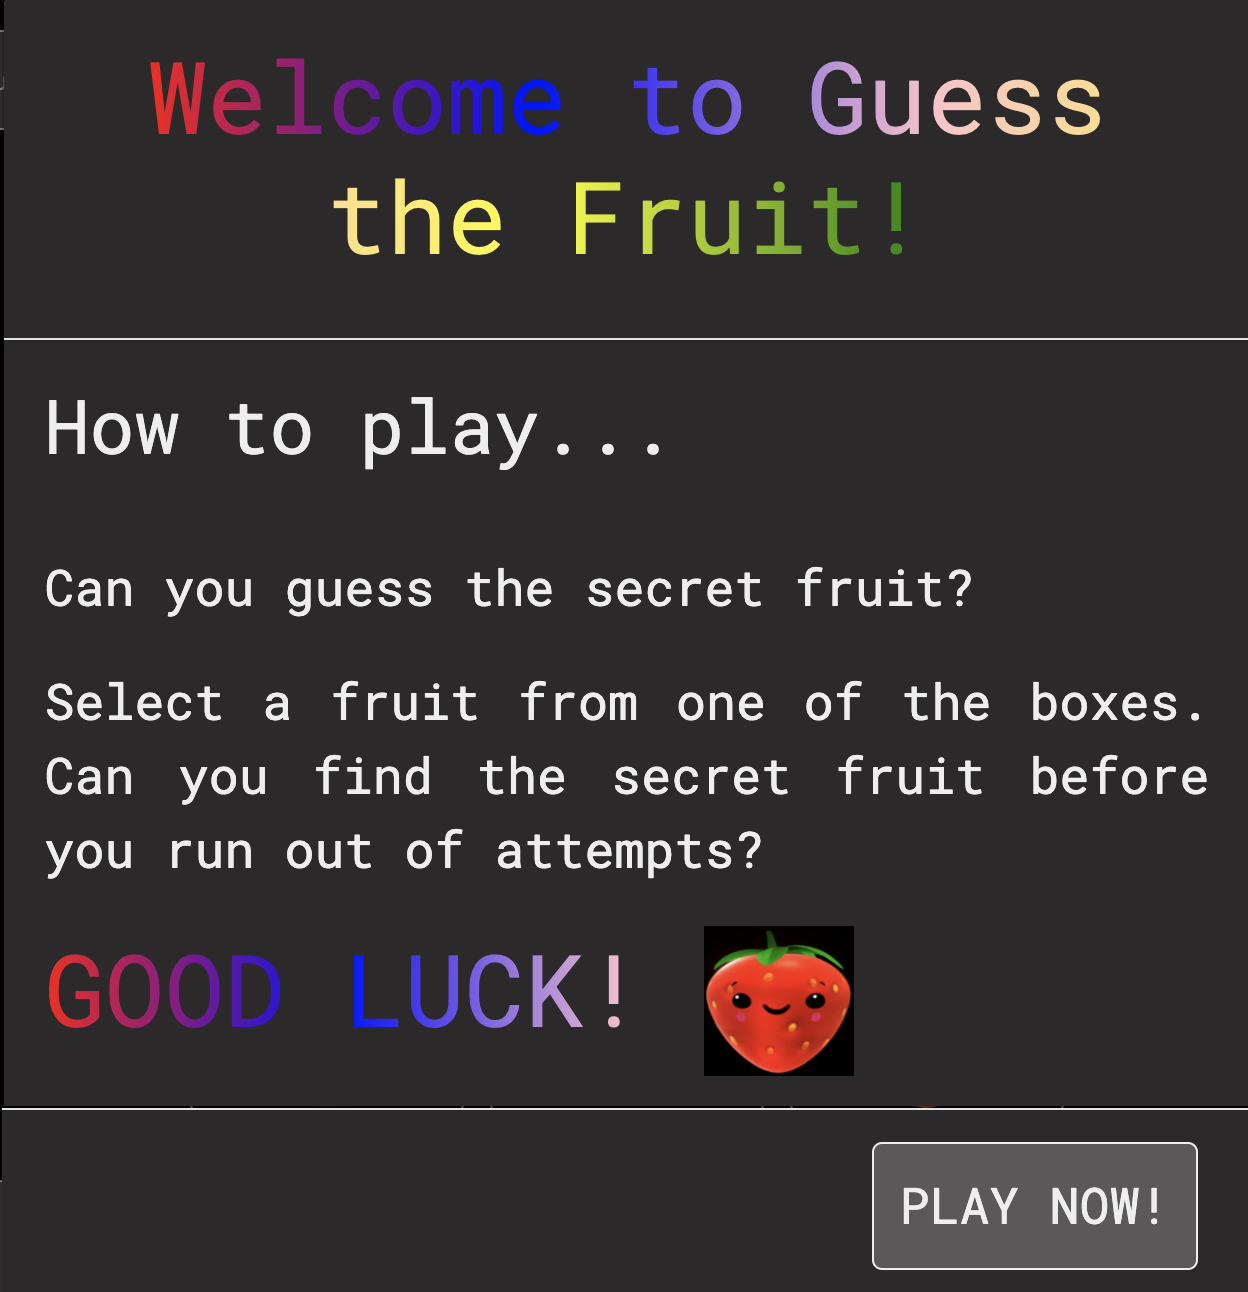 Welcome to Guess
the Fruit!
How to play...
Can you guess the secret fruit?
Select a fruit from one of the boxes.
Can you find the secret fruit before
you run out of attempts?
GOOD LUCK!
PLAY NOW!